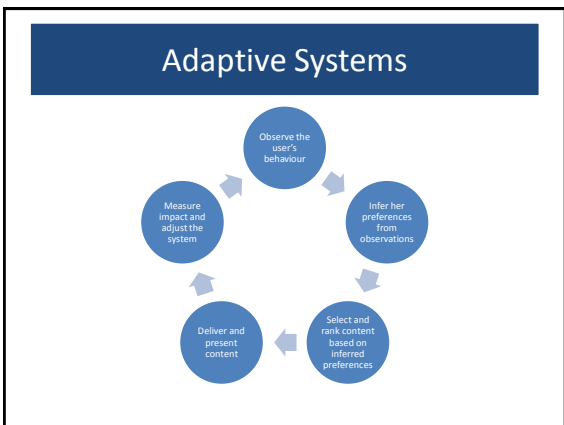 Adaptive Systems
Observe the
user's
behaviour
Infer her
preferences
from
observations
Select and
rank content
based on
inferred
preferences
Deliver and
present
content
Measure
impact and
adjust the
system